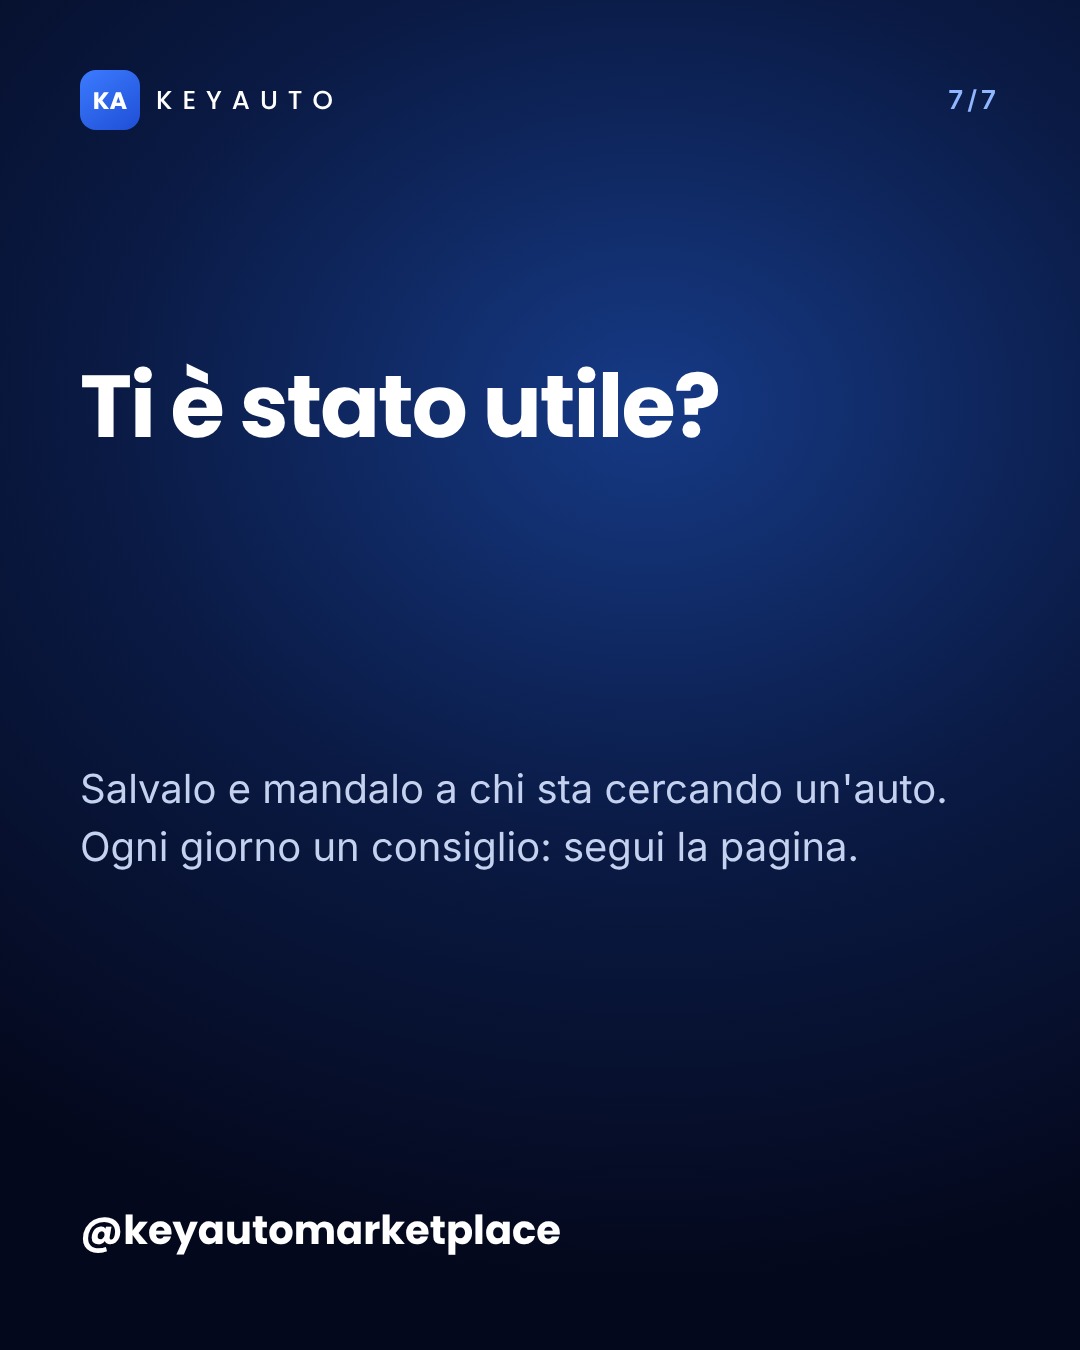 KA KEYAUTO 7/7
Ti è stato utile?
Salvalo e mandalo a chi sta cercando un'auto.
Ogni giorno un consiglio: segui la pagina.
@keyautomarketplace